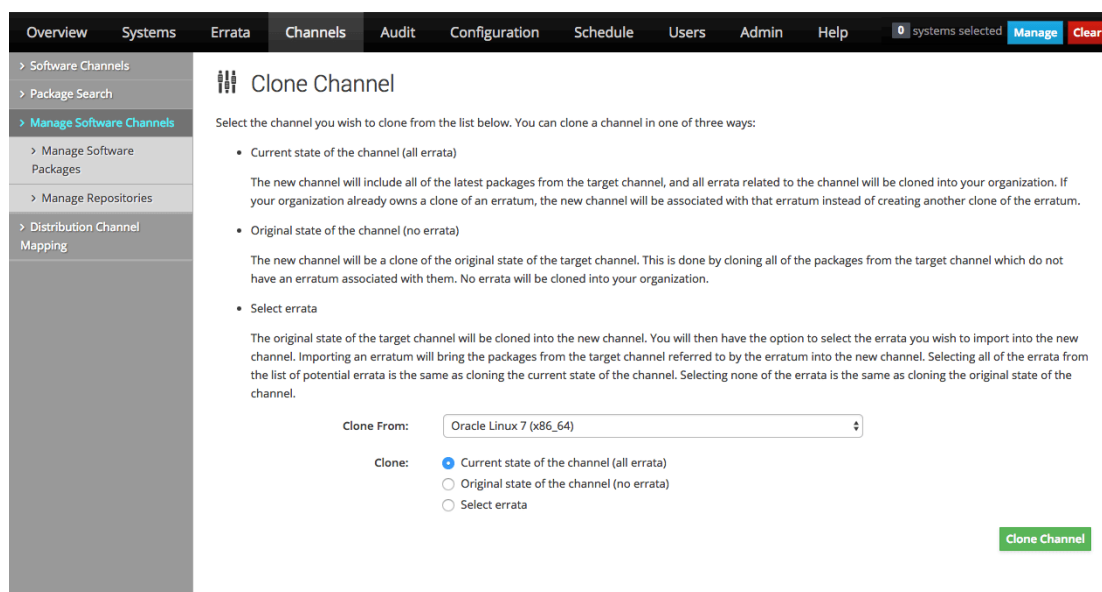 Overview Systems Errata Channels Audit Configuration Schedule Users Admin Help 0 systems selected Manage Clear
> Software Channels
> Package Search
> Manage Software Channels
> Manage Software
Packages
> Manage Repositories
> Distribution Channel
Mapping
Clone Channel
Select the channel you wish to clone from the list below. You can clone a channel in one of three ways:
• Current state of the channel (all errata)
The new channel will include all of the latest packages from the target channel, and all errata related to the channel will be cloned into your organization. If
your organization already owns a clone of an erratum, the new channel will be associated with that erratum instead of creating another clone of the erratum.
• Original state of the channel (no errata)
The new channel will be a clone of the original state of the target channel. This is done by cloning all of the packages from the target channel which do not
have an erratum associated with them. No errata will be cloned into your organization.
• Select errata
The original state of the target channel will be cloned into the new channel. You will then have the option to select the errata you wish to import into the new
channel. Importing an erratum will bring the packages from the target channel referred to by the erratum into the new channel. Selecting all of the errata from
the list of potential errata is the same as cloning the current state of the channel. Selecting none of the errata is the same as cloning the original state of the
channel.
Clone From: Oracle Linux 7 (x86_64)
Clone: Current state of the channel (all errata)
Original state of the channel (no errata)
Select errata
Clone Channel